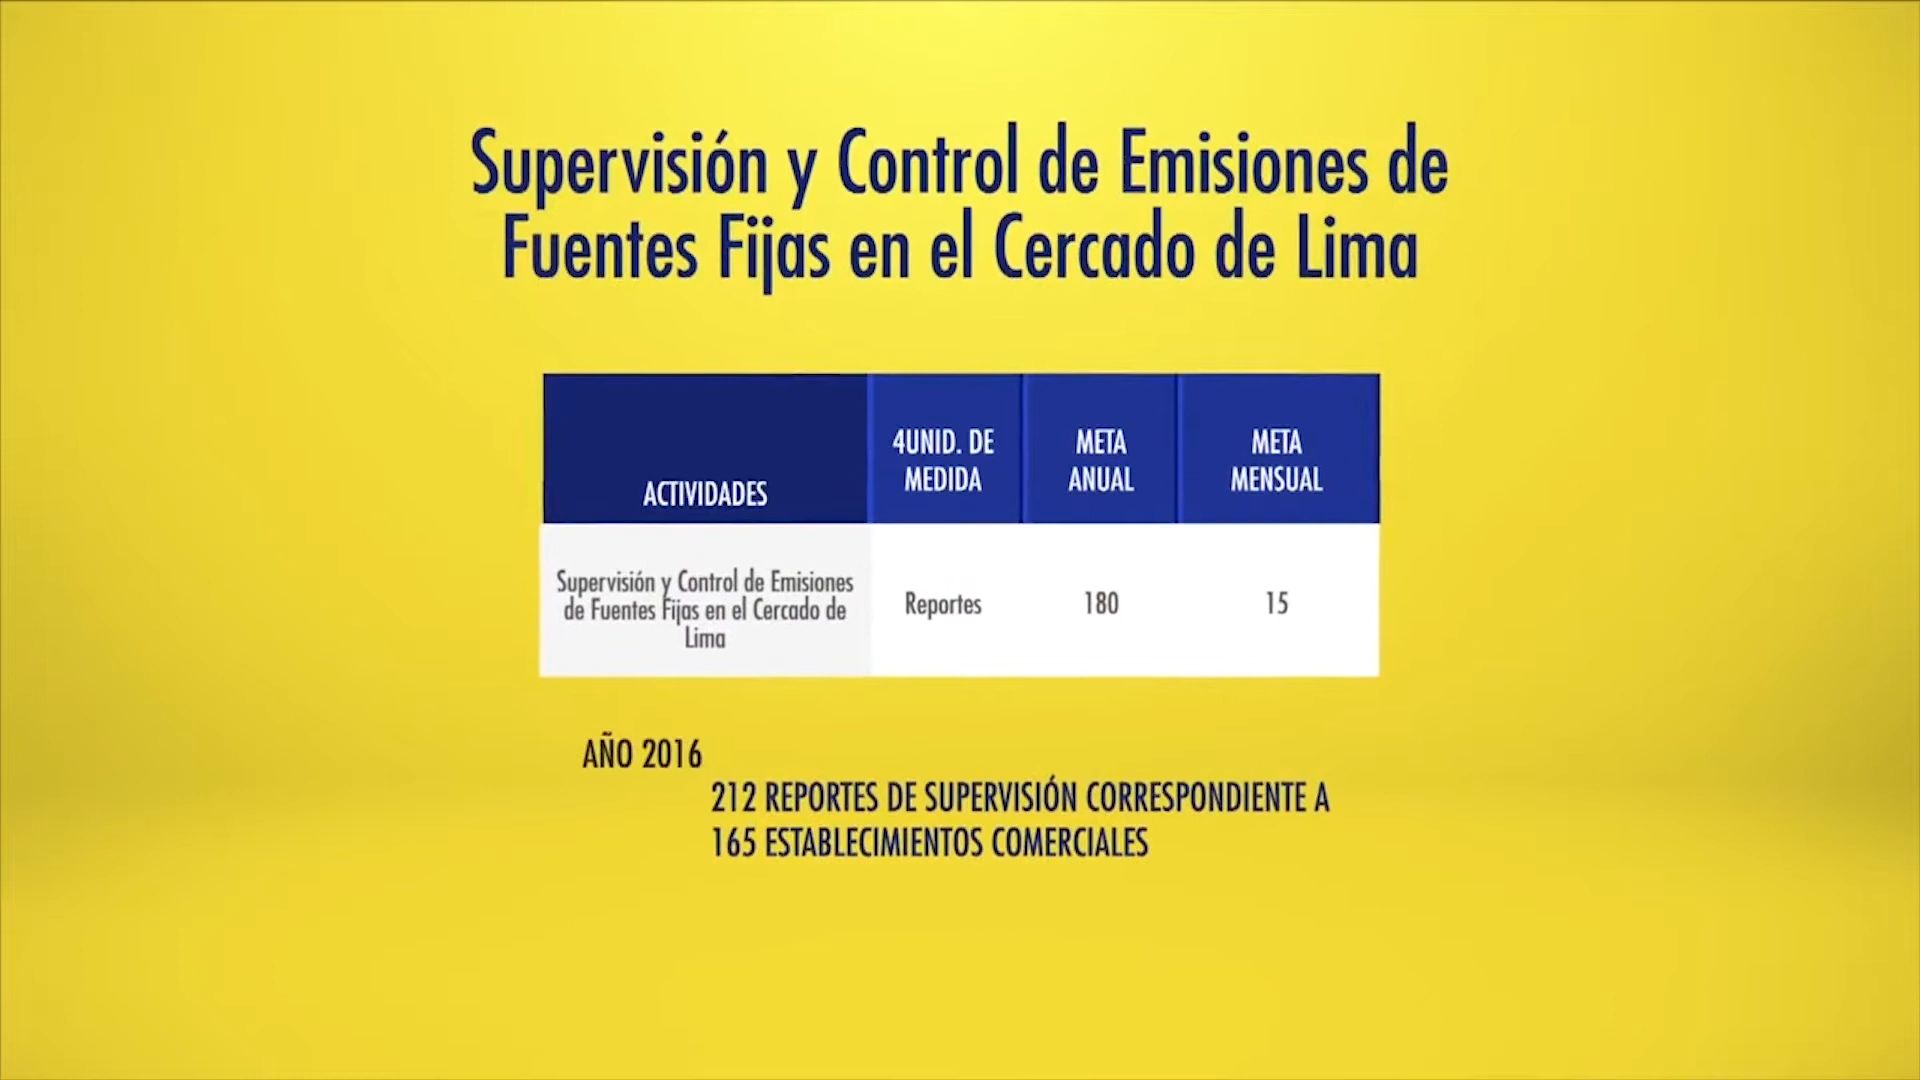 Supervisión y Control de Emisiones de
Fuentes Fijas en el Cercado de Lima
ACTIVIDADES
4UNID. DE
MEDIDA
META
ANUAL
META
MENSUAL
Supervisión y Control de Emisiones
de Fuentes Fijas en el Cercado de
Lima
Reportes
180
15
AÑO 2016
212 REPORTES DE SUPERVISIÓN CORRESPONDIENTE A
165 ESTABLECIMIENTOS COMERCIALES